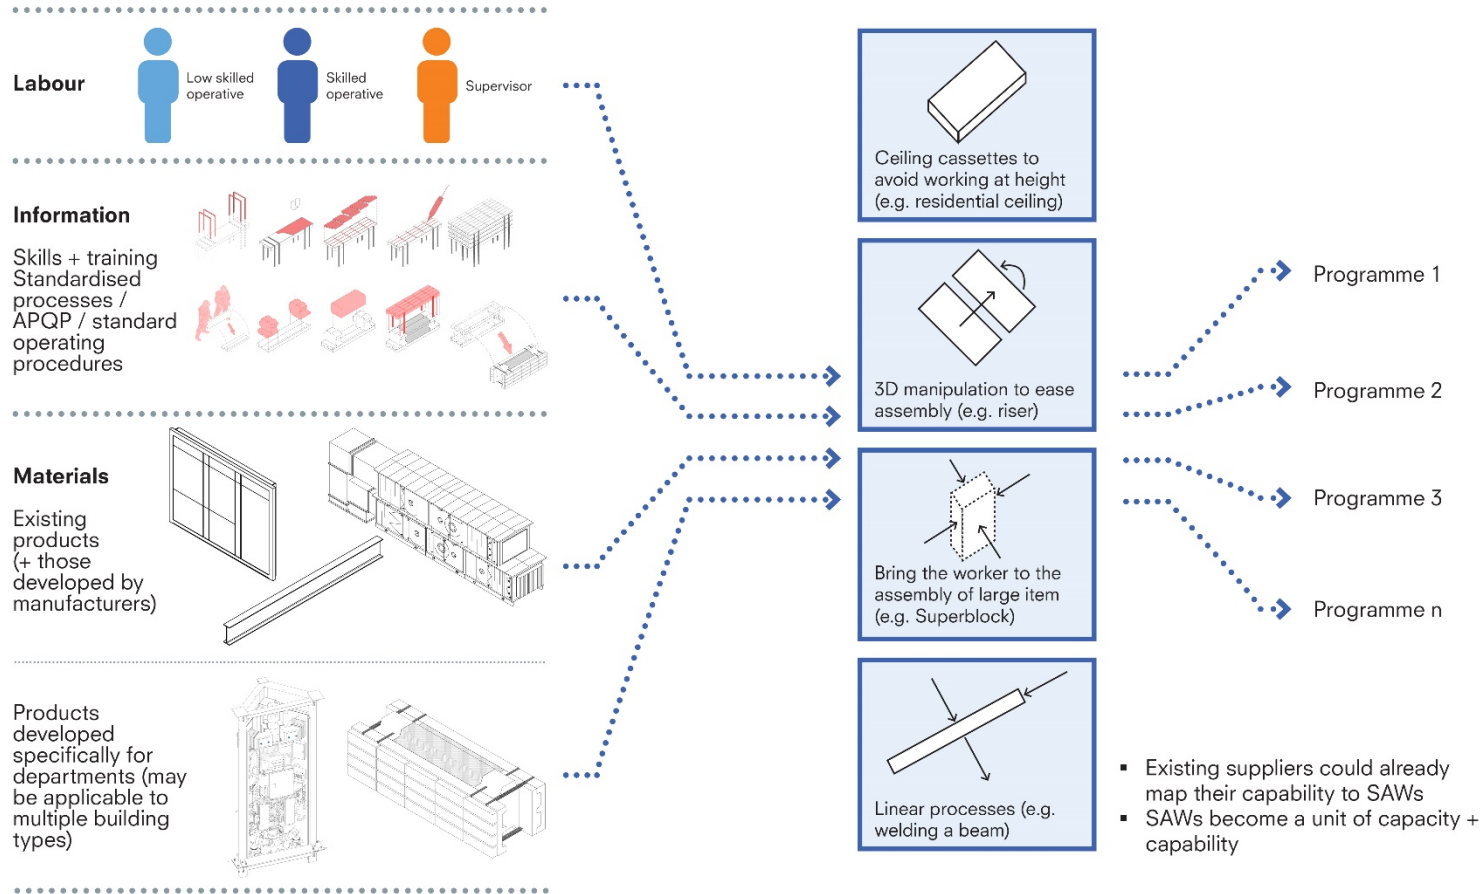 Labour
Low skilled
operative
Skilled
operative
Supervisor
Information
Skills + training
Standardised
processes /
APQP / standard
operating
procedures
Materials
Existing
products
(+ those
developed by
manufacturers)
Products
developed
specifically for
departments (may
be applicable to
multiple building
types)
Ceiling cassettes to
avoid working at height
(e.g. residential ceiling)
3D manipulation to ease
assembly (e.g. riser)
Bring the worker to the
assembly of large item
(e.g. Superblock)
Linear processes (e.g.
welding a beam)
Programme 1
Programme 2
Programme 3
Programme n
▪ Existing suppliers could already
map their capability to SAWs
▪ SAWs become a unit of capacity +
capability